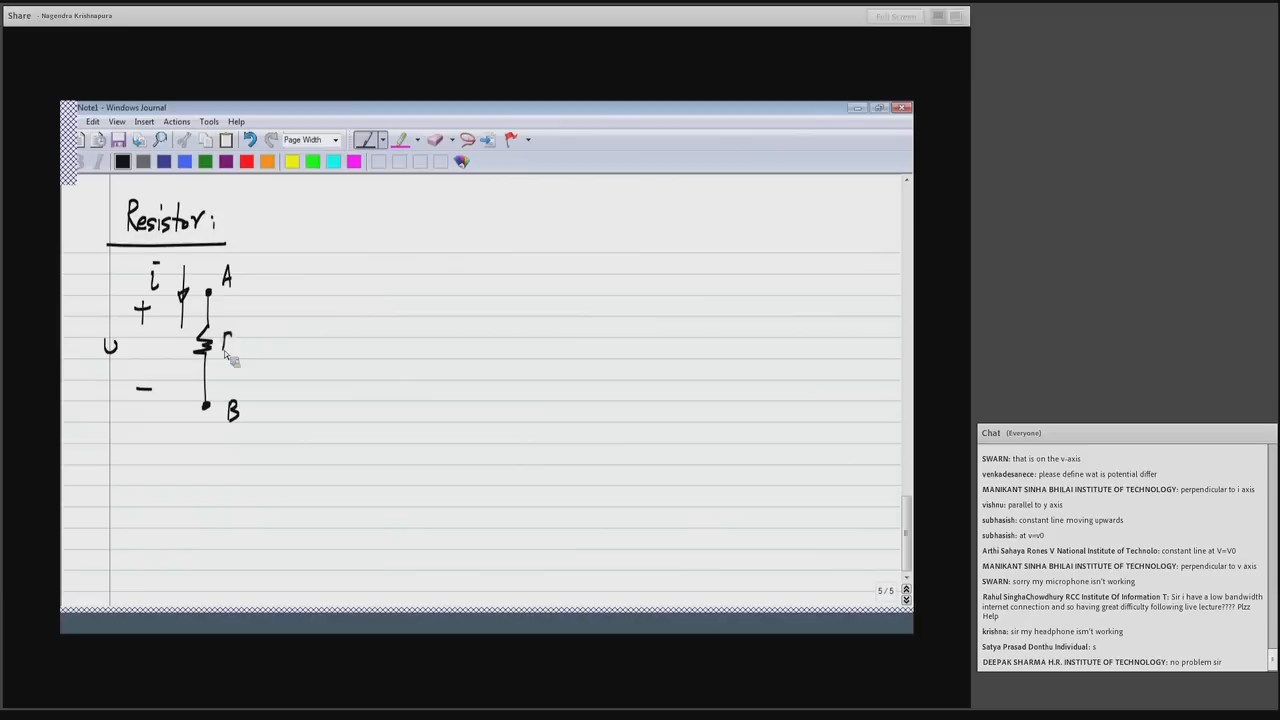 Share - Nagendra Krishnapura
Full Screen
Note1 - Windows Journal
Edit View Insert Actions Tools Help
Page Width
Resistor:
i
A
+
υ
-
B
5 / 5
Chat (Everyone)
SWARN: that is on the v-axis
venkadesanece: please define wat is potential differ
MANIKANT SINHA BHILAI INSTITUTE OF TECHNOLOGY: perpendicular to i axis
vishnu: parallel to y axis
subhasish: constant line moving upwards
subhasish: at v=v0
Arthi Sahaya Rones V National Institute of Technolo: constant line at V=V0
MANIKANT SINHA BHILAI INSTITUTE OF TECHNOLOGY: perpendicular to v axis
SWARN: sorry my microphone isn't working
Rahul SinghaChowdhury RCC Institute Of Information T: Sir i have a low bandwidth
internet connection and so having great difficulty following live lecture???? Plzz
Help
krishna: sir my headphone ism't working
Satya Prasad Donthu Individual: s
DEEPAK SHARMA H.R. INSTITUTE OF TECHNOLOGY: no problem sir